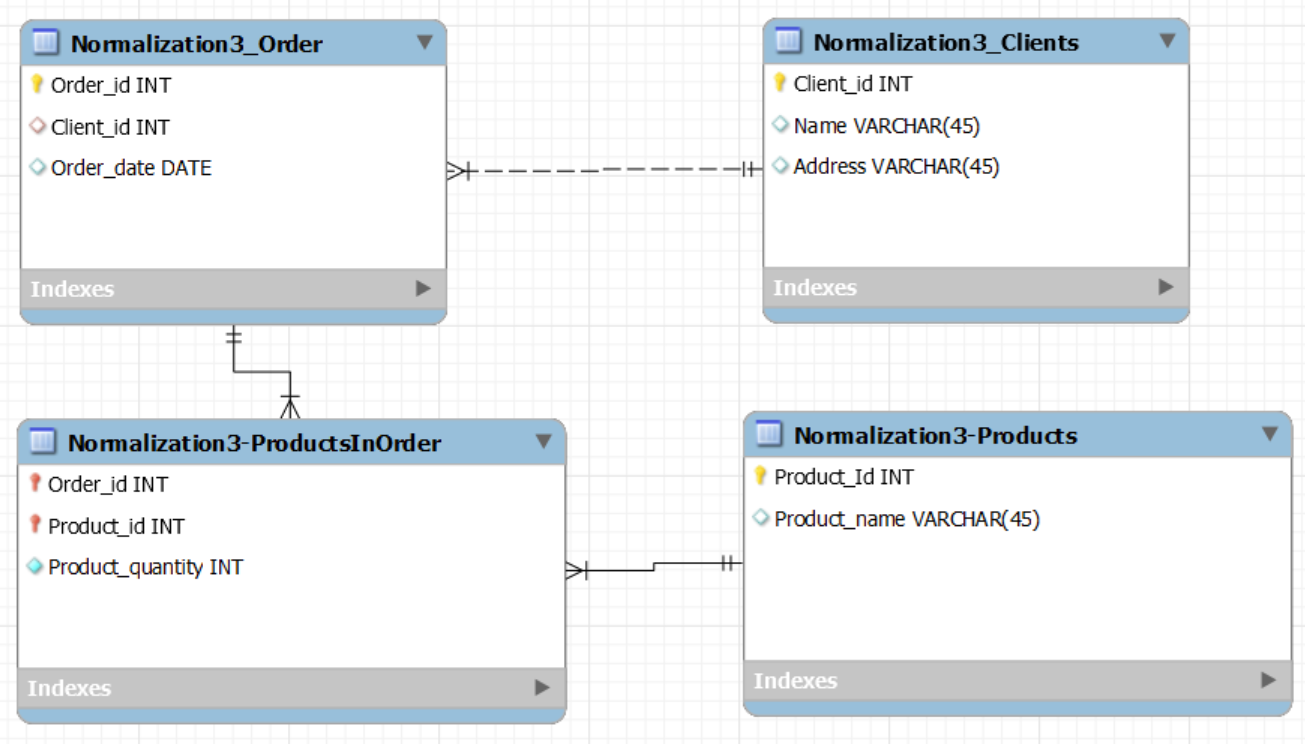 Normalization3_Order
Order_id INT
Client_id INT
Order_date DATE
Indexes
Normalization3_Clients
Client_id INT
Name VARCHAR(45)
Address VARCHAR(45)
Indexes
Normalization3-ProductsInOrder
Order_id INT
Product_id INT
Product_quantity INT
Indexes
Normalization3-Products
Product_Id INT
Product_name VARCHAR(45)
Indexes